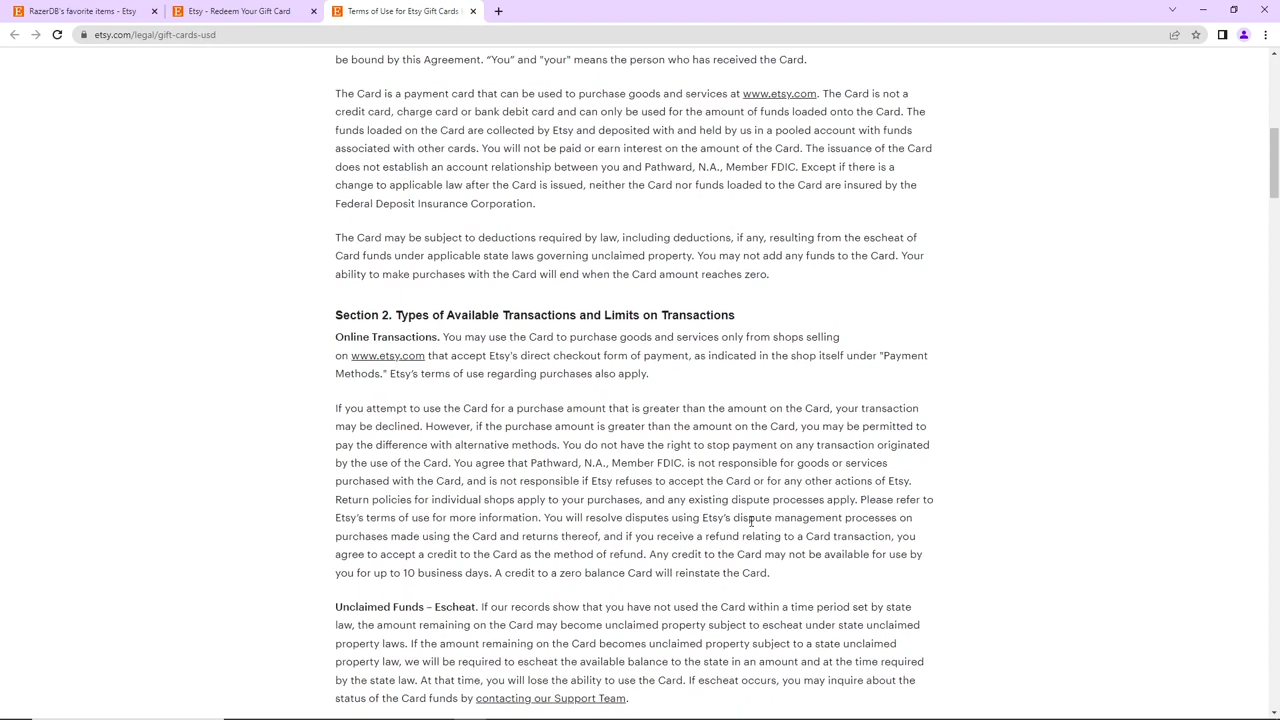 RazerDB's favorite items - Etsy
Etsy - Redeem Your Gift Card
Terms of Use for Etsy Gift Cards
etsy.com/legal/gift-cards-usd
be bound by this Agreement. “You” and "your" means the person who has received the Card.
The Card is a payment card that can be used to purchase goods and services at www.etsy.com. The Card is not a
credit card, charge card or bank debit card and can only be used for the amount of funds loaded onto the Card. The
funds loaded on the Card are collected by Etsy and deposited with and held by us in a pooled account with funds
associated with other cards. You will not be paid or earn interest on the amount of the Card. The issuance of the Card
does not establish an account relationship between you and Pathward, N.A., Member FDIC. Except if there is a
change to applicable law after the Card is issued, neither the Card nor funds loaded to the Card are insured by the
Federal Deposit Insurance Corporation.
The Card may be subject to deductions required by law, including deductions, if any, resulting from the escheat of
Card funds under applicable state laws governing unclaimed property. You may not add any funds to the Card. Your
ability to make purchases with the Card will end when the Card amount reaches zero.
Section 2. Types of Available Transactions and Limits on Transactions
Online Transactions. You may use the Card to purchase goods and services only from shops selling
on www.etsy.com that accept Etsy's direct checkout form of payment, as indicated in the shop itself under "Payment
Methods." Etsy’s terms of use regarding purchases also apply.
If you attempt to use the Card for a purchase amount that is greater than the amount on the Card, your transaction
may be declined. However, if the purchase amount is greater than the amount on the Card, you may be permitted to
pay the difference with alternative methods. You do not have the right to stop payment on any transaction originated
by the use of the Card. You agree that Pathward, N.A., Member FDIC. is not responsible for goods or services
purchased with the Card, and is not responsible if Etsy refuses to accept the Card or for any other actions of Etsy.
Return policies for individual shops apply to your purchases, and any existing dispute processes apply. Please refer to
Etsy’s terms of use for more information. You will resolve disputes using Etsy’s dispute management processes on
purchases made using the Card and returns thereof, and if you receive a refund relating to a Card transaction, you
agree to accept a credit to the Card as the method of refund. Any credit to the Card may not be available for use by
you for up to 10 business days. A credit to a zero balance Card will reinstate the Card.
Unclaimed Funds – Escheat. If our records show that you have not used the Card within a time period set by state
law, the amount remaining on the Card may become unclaimed property subject to escheat under state unclaimed
property laws. If the amount remaining on the Card becomes unclaimed property subject to a state unclaimed
property law, we will be required to escheat the available balance to the state in an amount and at the time required
by the state law. At that time, you will lose the ability to use the Card. If escheat occurs, you may inquire about the
status of the Card funds by contacting our Support Team.